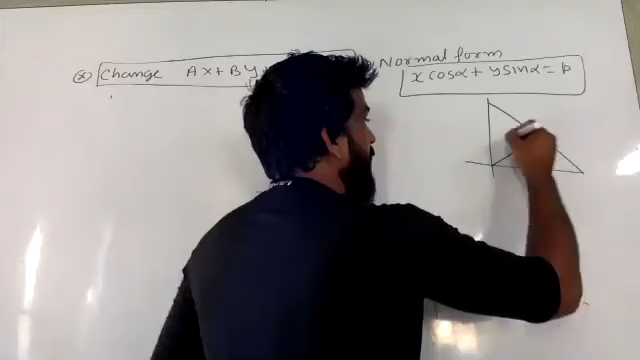 Change AX+BY
Normal form
x cosα + y sinα = p